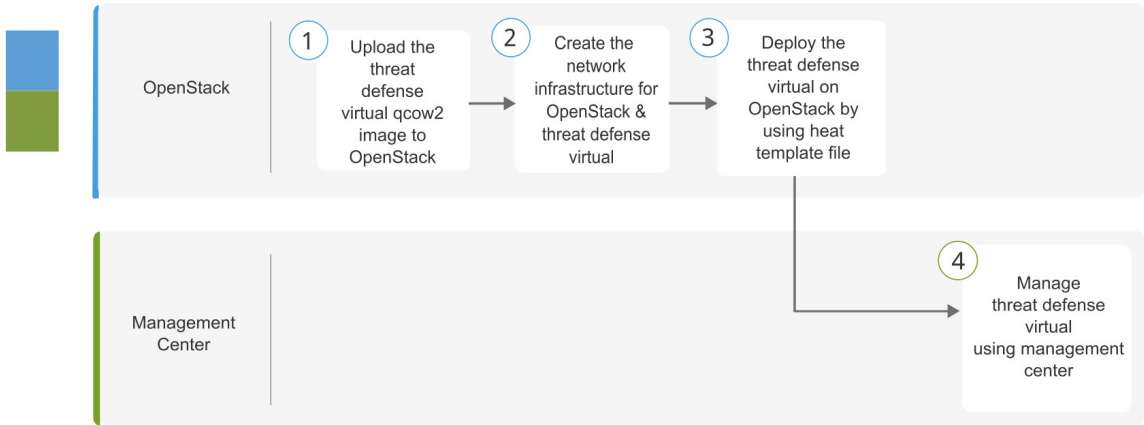 OpenStack
1
Upload the
threat
defense
virtual qcow2
image to
OpenStack
2
Create the
network
infrastructure for
OpenStack &
threat defense
virtual
3
Deploy the
threat defense
virtual on
OpenStack by
using heat
template file
Management
Center
4
Manage
threat defense
virtual
using management
center